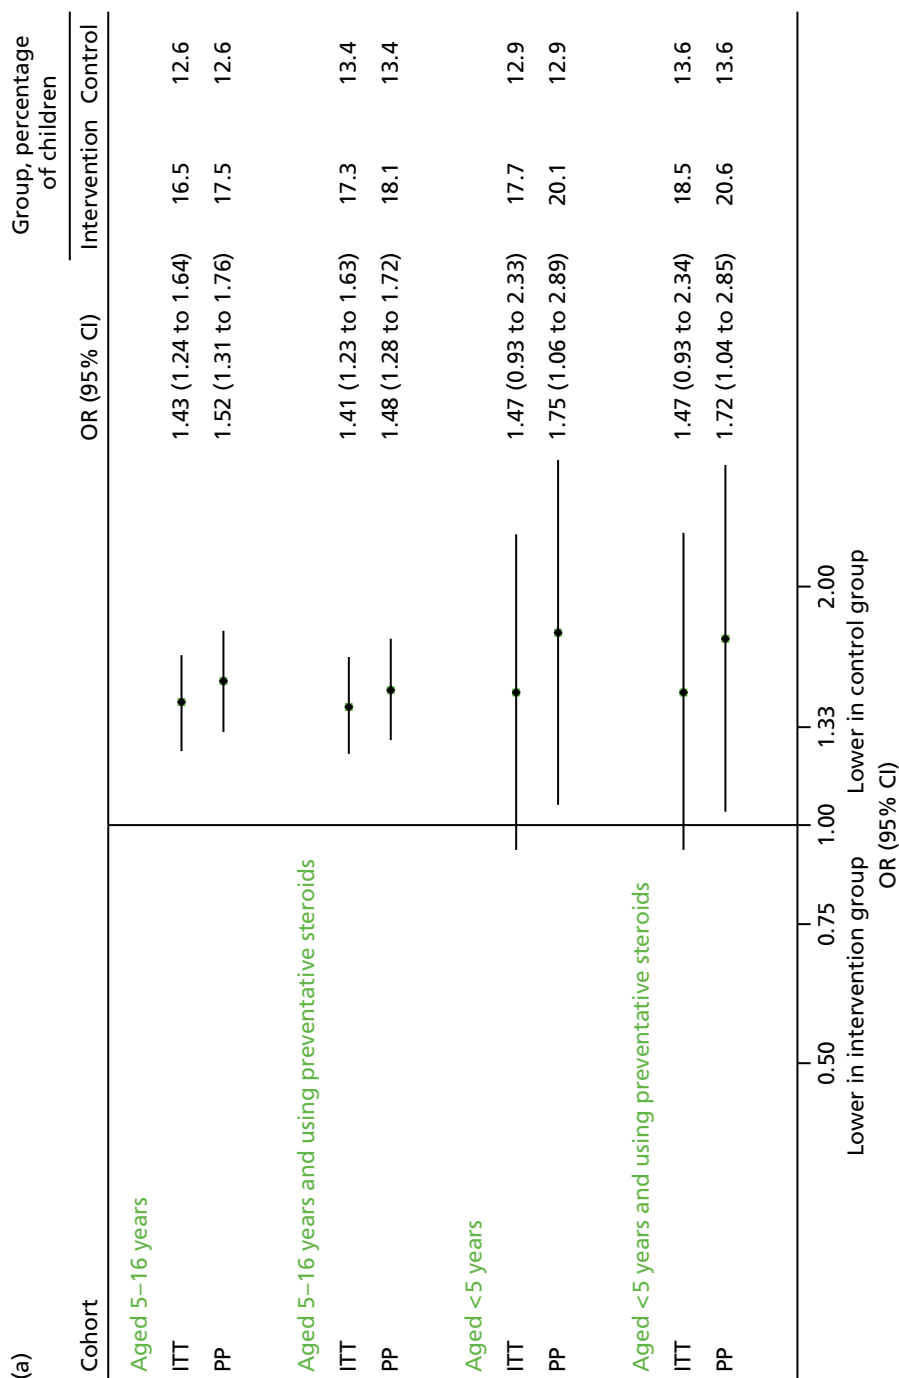 (a)
Group, percentage
of children
Cohort OR (95% CI) Intervention Control
Aged 5–16 years
ITT 1.43 (1.24 to 1.64) 16.5 12.6
PP 1.52 (1.31 to 1.76) 17.5 12.6
Aged 5–16 years and using preventative steroids
ITT 1.41 (1.23 to 1.63) 17.3 13.4
PP 1.48 (1.28 to 1.72) 18.1 13.4
Aged <5 years
ITT 1.47 (0.93 to 2.33) 17.7 12.9
PP 1.75 (1.06 to 2.89) 20.1 12.9
Aged <5 years and using preventative steroids
ITT 1.47 (0.93 to 2.34) 18.5 13.6
PP 1.72 (1.04 to 2.85) 20.6 13.6
0.50 0.75 1.00 1.33 2.00
Lower in intervention group Lower in control group
OR (95% CI)